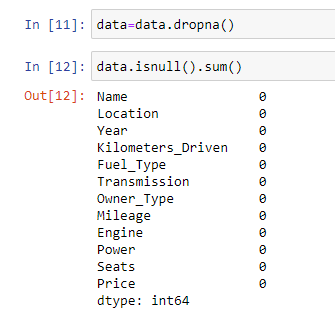 In [11]: data=data.dropna()
In [12]: data.isnull().sum()
Out[12]: Name 0
Location 0
Year 0
Kilometers_Driven 0
Fuel_Type 0
Transmission 0
Owner_Type 0
Mileage 0
Engine 0
Power 0
Seats 0
Price 0
dtype: int64